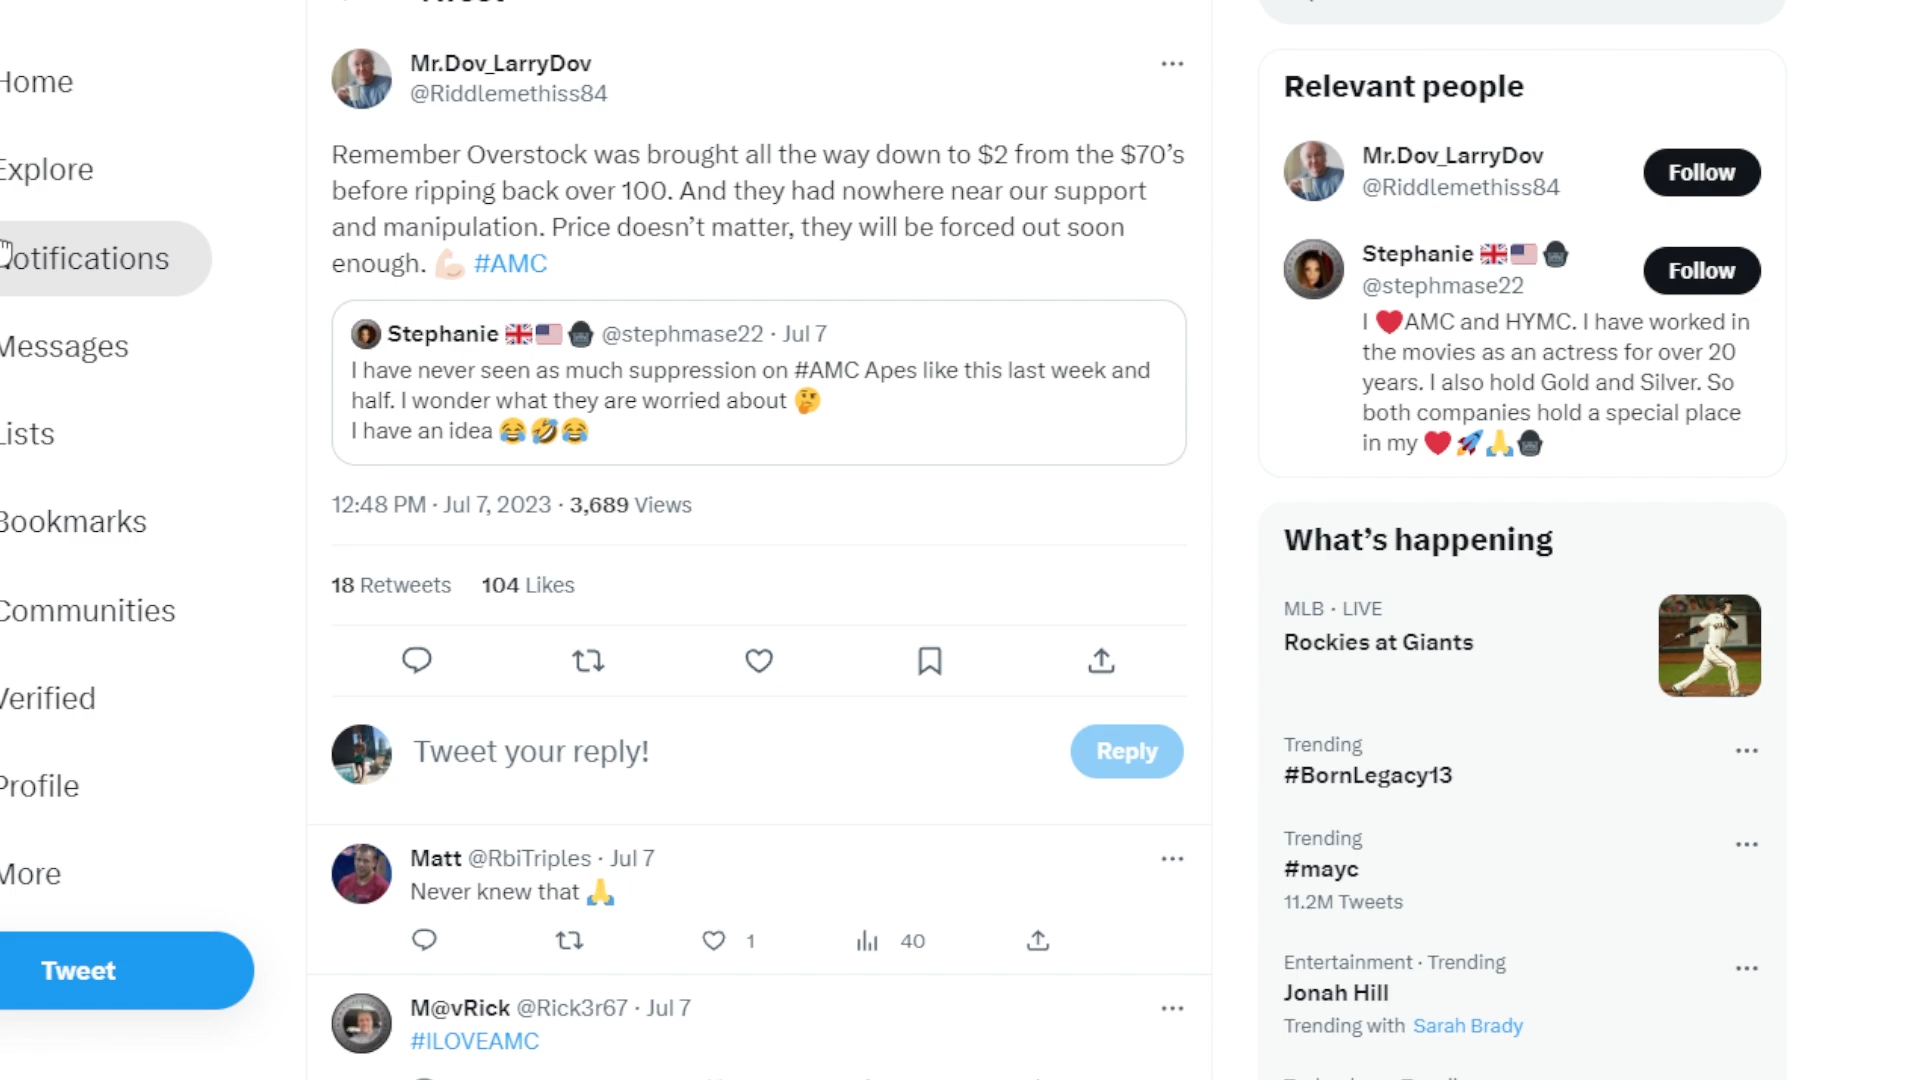 Home
Explore
Notifications
Messages
Lists
Bookmarks
Communities
Verified
Profile
More
Tweet
Mr.Dov_LarryDov
@Riddlemethiss84
Remember Overstock was brought all the way down to $2 from the $70’s
before ripping back over 100. And they had nowhere near our support
and manipulation. Price doesn’t matter, they will be forced out soon
enough. 💪🏻 #AMC
Stephanie 🇬🇧🇺🇸🦍 @stephmase22 · Jul 7
I have never seen as much suppression on #AMC Apes like this last week and
half. I wonder what they are worried about 🤔
I have an idea 😂🤣😂
12:48 PM · Jul 7, 2023 · 3,689 Views
18 Retweets 104 Likes
Tweet your reply!
Reply
Matt @RbiTriples · Jul 7
Never knew that 🙏
1 40
M@vRick @Rick3r67 · Jul 7
#ILOVEAMC
Relevant people
Mr.Dov_LarryDov
@Riddlemethiss84
Follow
Stephanie 🇬🇧🇺🇸🦍
@stephmase22
Follow
I ❤️AMC and HYMC. I have worked in
the movies as an actress for over 20
years. I also hold Gold and Silver. So
both companies hold a special place
in my ❤️🚀🙏🦍
What’s happening
MLB · LIVE
Rockies at Giants
Trending
#BornLegacy13
Trending
#mayc
11.2M Tweets
Entertainment · Trending
Jonah Hill
Trending with Sarah Brady